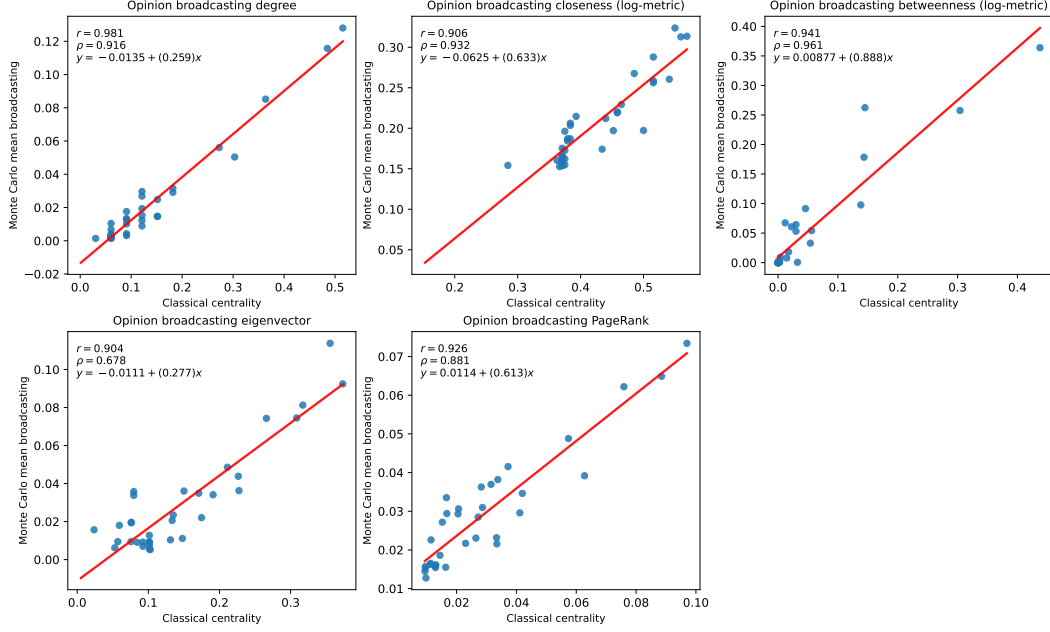 Opinion broadcasting degree
r = 0.981
ρ = 0.916
y = −0.0135 + (0.259)x
0.12
0.10
0.08
0.06
0.04
0.02
0.00
−0.02
Monte Carlo mean broadcasting
0.0 0.1 0.2 0.3 0.4 0.5
Classical centrality
Opinion broadcasting closeness (log-metric)
r = 0.906
ρ = 0.932
y = −0.0625 + (0.633)x
0.30
0.25
0.20
0.15
0.10
0.05
Monte Carlo mean broadcasting
0.2 0.3 0.4 0.5
Classical centrality
Opinion broadcasting betweenness (log-metric)
r = 0.941
ρ = 0.961
y = 0.00877 + (0.888)x
0.40
0.35
0.30
0.25
0.20
0.15
0.10
0.05
0.00
Monte Carlo mean broadcasting
0.0 0.1 0.2 0.3 0.4
Classical centrality
Opinion broadcasting eigenvector
r = 0.904
ρ = 0.678
y = −0.0111 + (0.277)x
0.10
0.08
0.06
0.04
0.02
0.00
Monte Carlo mean broadcasting
0.0 0.1 0.2 0.3
Classical centrality
Opinion broadcasting PageRank
r = 0.926
ρ = 0.881
y = 0.0114 + (0.613)x
0.07
0.06
0.05
0.04
0.03
0.02
0.01
Monte Carlo mean broadcasting
0.02 0.04 0.06 0.08 0.10
Classical centrality